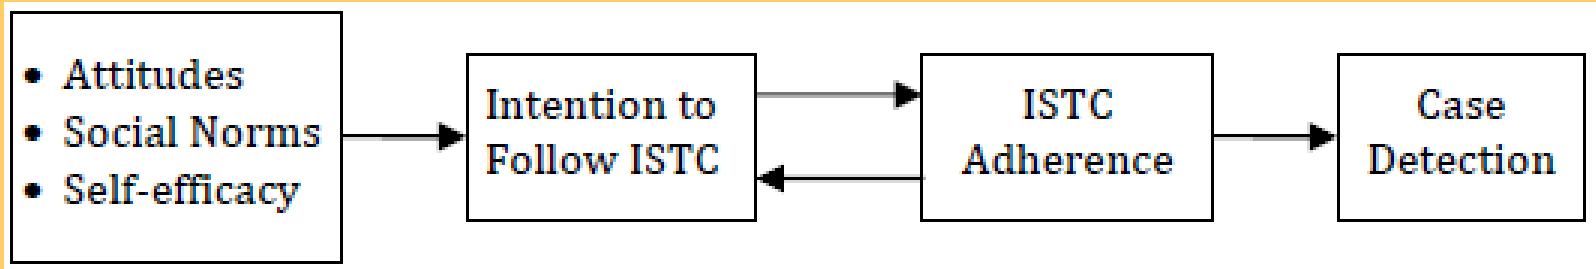 • Attitudes
• Social Norms
• Self-efficacy
Intention to
Follow ISTC
ISTC
Adherence
Case
Detection